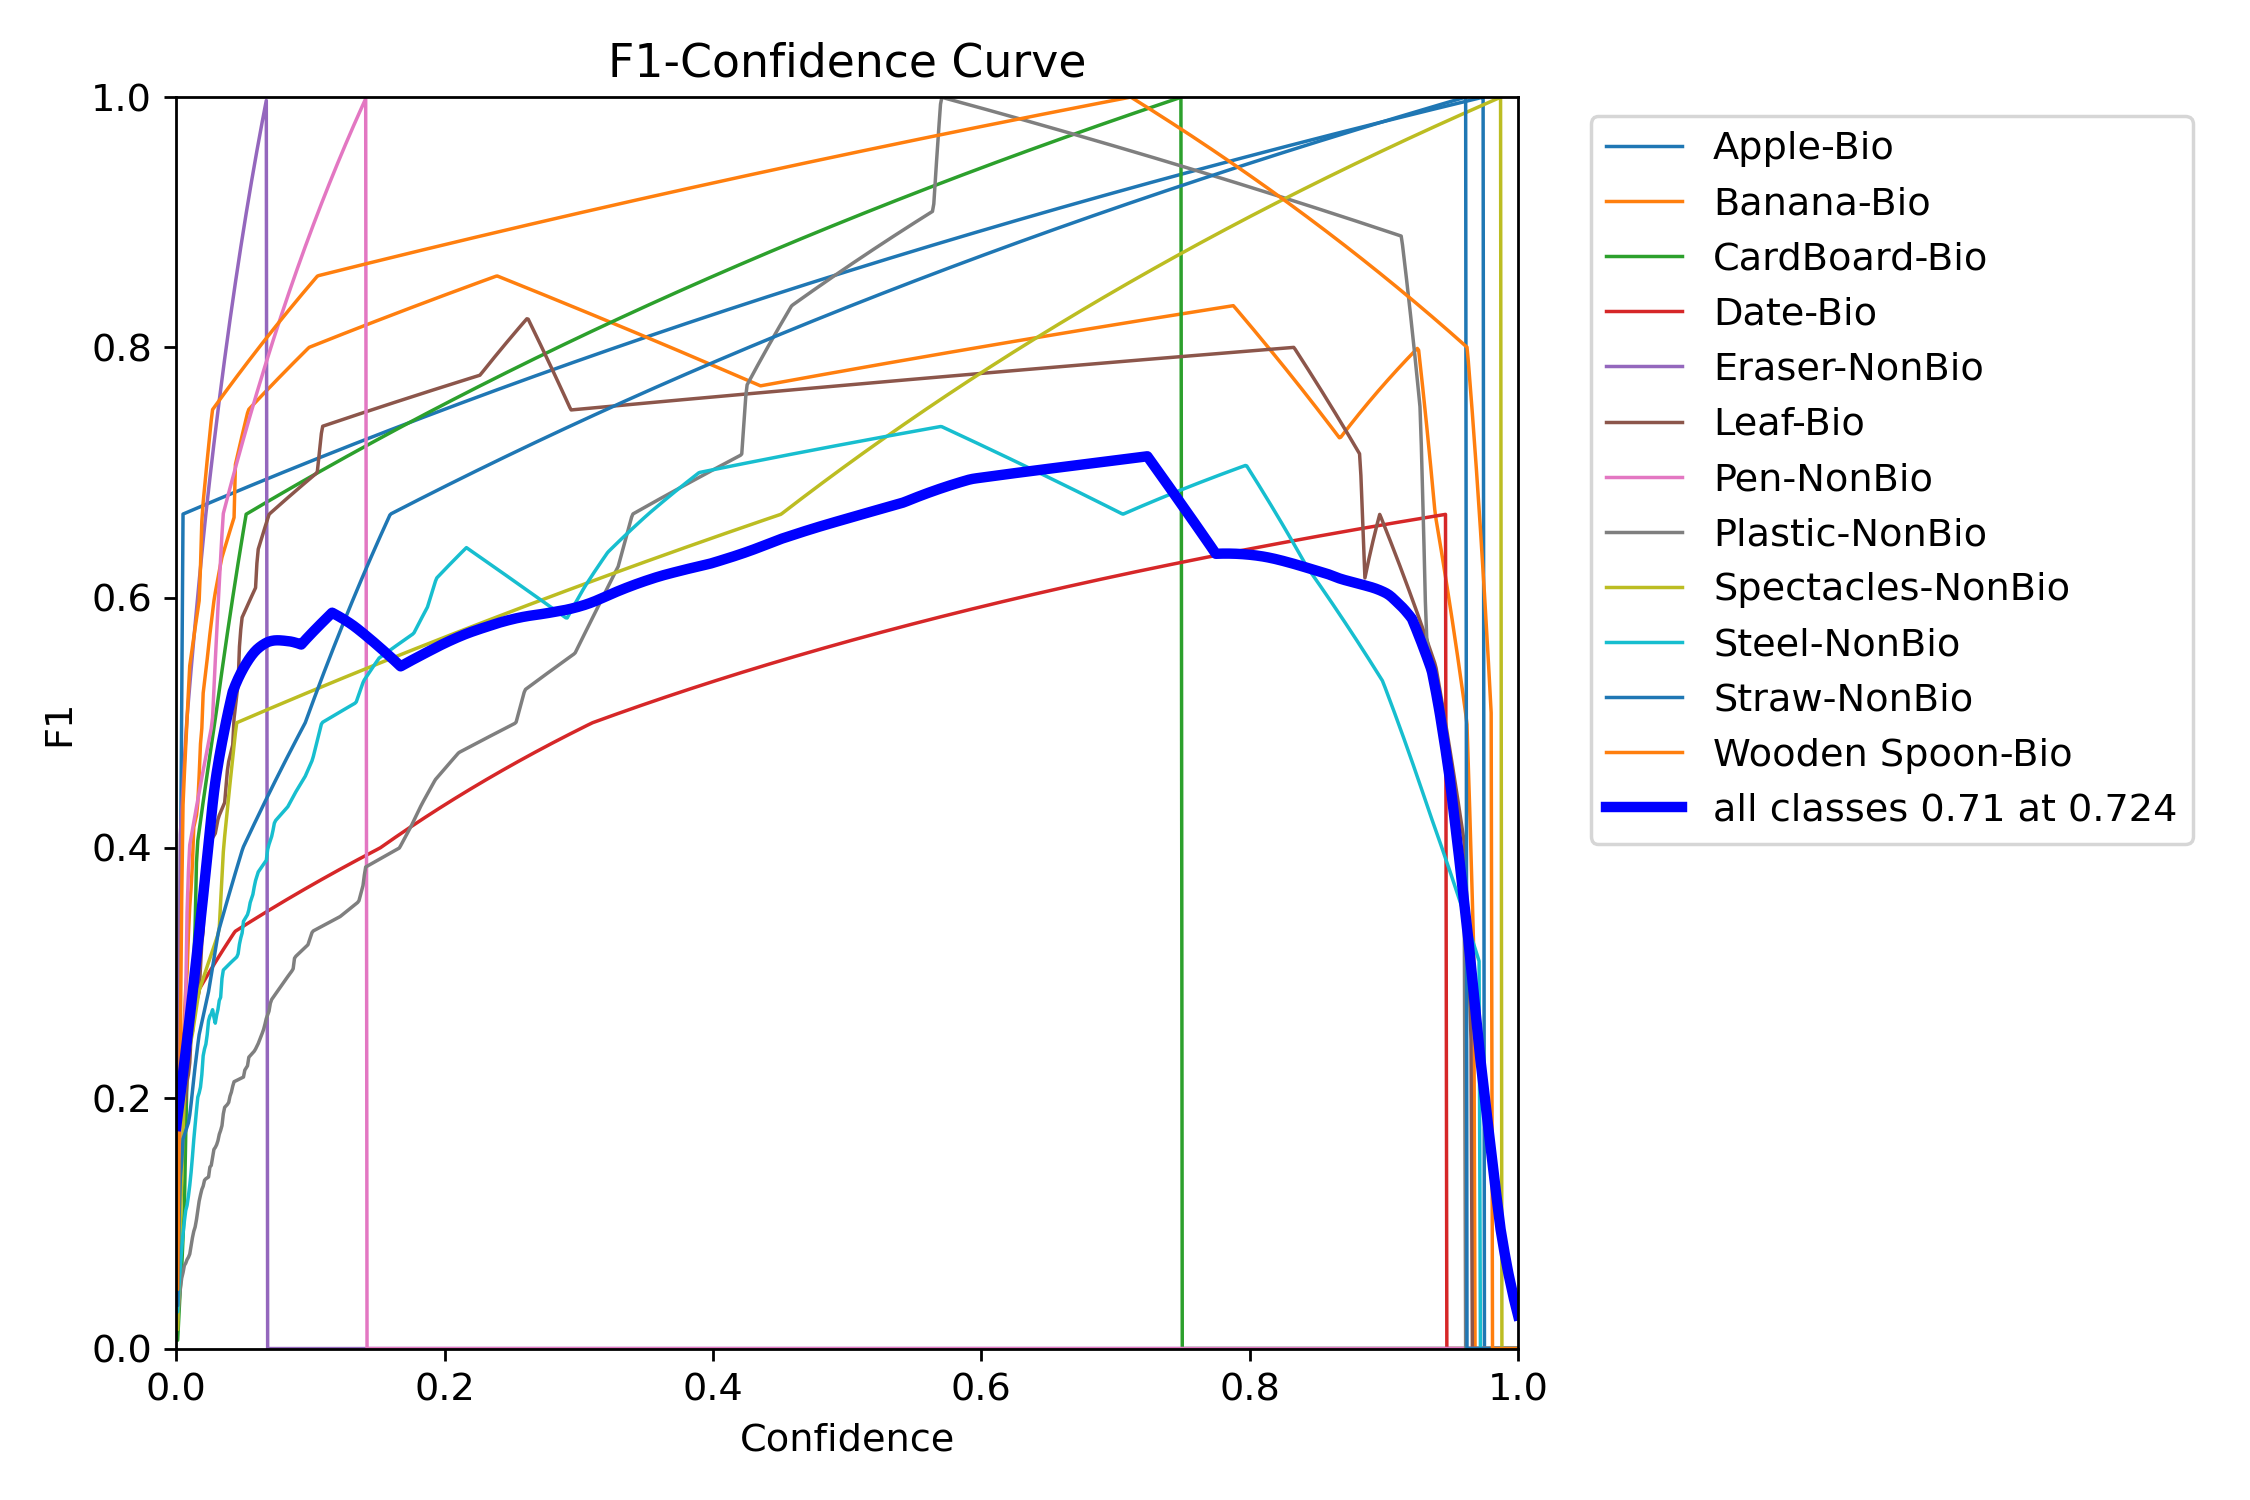 F1-Confidence Curve
1.0
0.8
0.6
0.4
0.2
0.0
F1
0.0 0.2 0.4 0.6 0.8 1.0
Confidence
Apple-Bio
Banana-Bio
CardBoard-Bio
Date-Bio
Eraser-NonBio
Leaf-Bio
Pen-NonBio
Plastic-NonBio
Spectacles-NonBio
Steel-NonBio
Straw-NonBio
Wooden Spoon-Bio
all classes 0.71 at 0.724